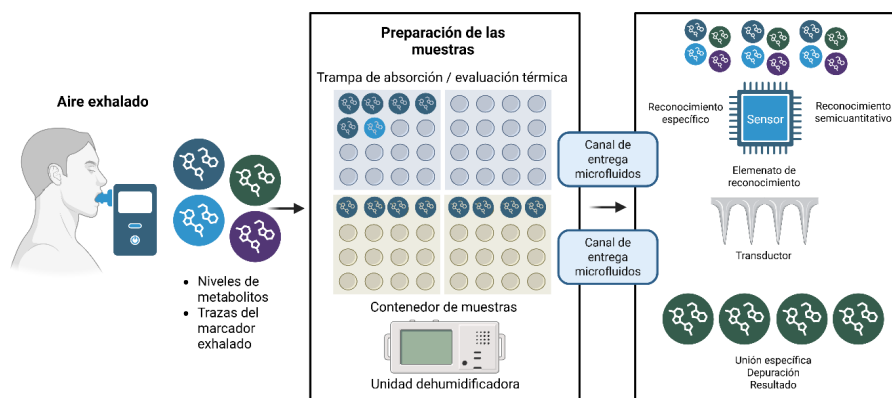 Aire exhalado
Niveles de
metabolitos
Trazas del
marcador
exhalado
Preparación de las
muestras
Trampa de absorción / evaluación térmica
Contenedor de muestras
Unidad dehumidificadora
Canal de
entrega
microfluidos
Canal de
entrega
microfluidos
Reconocimiento
específico
Sensor
Reconocimiento
semicuantitativo
Elemenato de
reconocimiento
Transductor
Unión específica
Depuración
Resultado